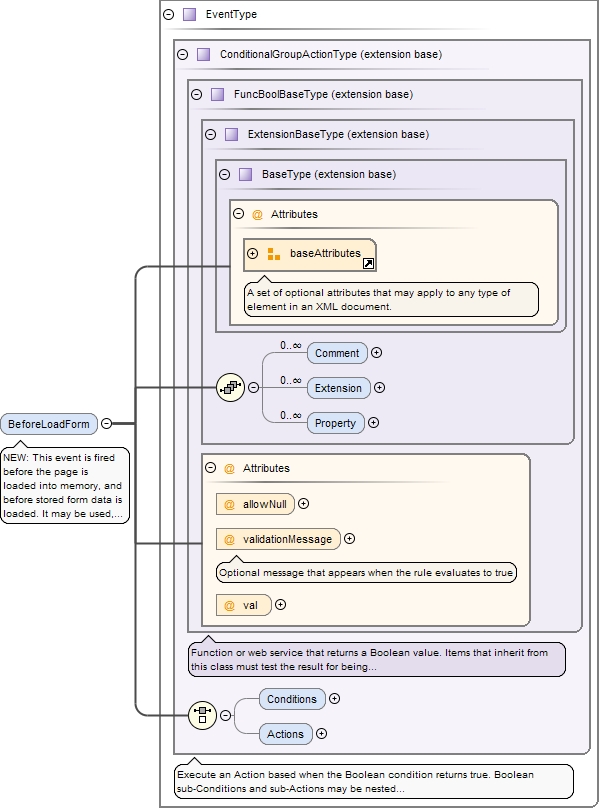 EventType
ConditionalGroupActionType (extension base)
FuncBoolBaseType (extension base)
ExtensionBaseType (extension base)
BaseType (extension base)
@ Attributes
baseAttributes
A set of optional attributes that may apply to any type of
element in an XML document.
0..∞
Comment
0..∞
Extension
0..∞
Property
BeforeLoadForm
NEW: This event is fired
before the page is
loaded into memory, and
before stored form data is
loaded. It may be used,...
@ Attributes
@ allowNull
@ validationMessage
Optional message that appears when the rule evaluates to true
@ val
Function or web service that returns a Boolean value. Items that inherit from
this class must test the result for being...
Conditions
Actions
Execute an Action based when the Boolean condition returns true. Boolean
sub-Conditions and sub-Actions may be nested...